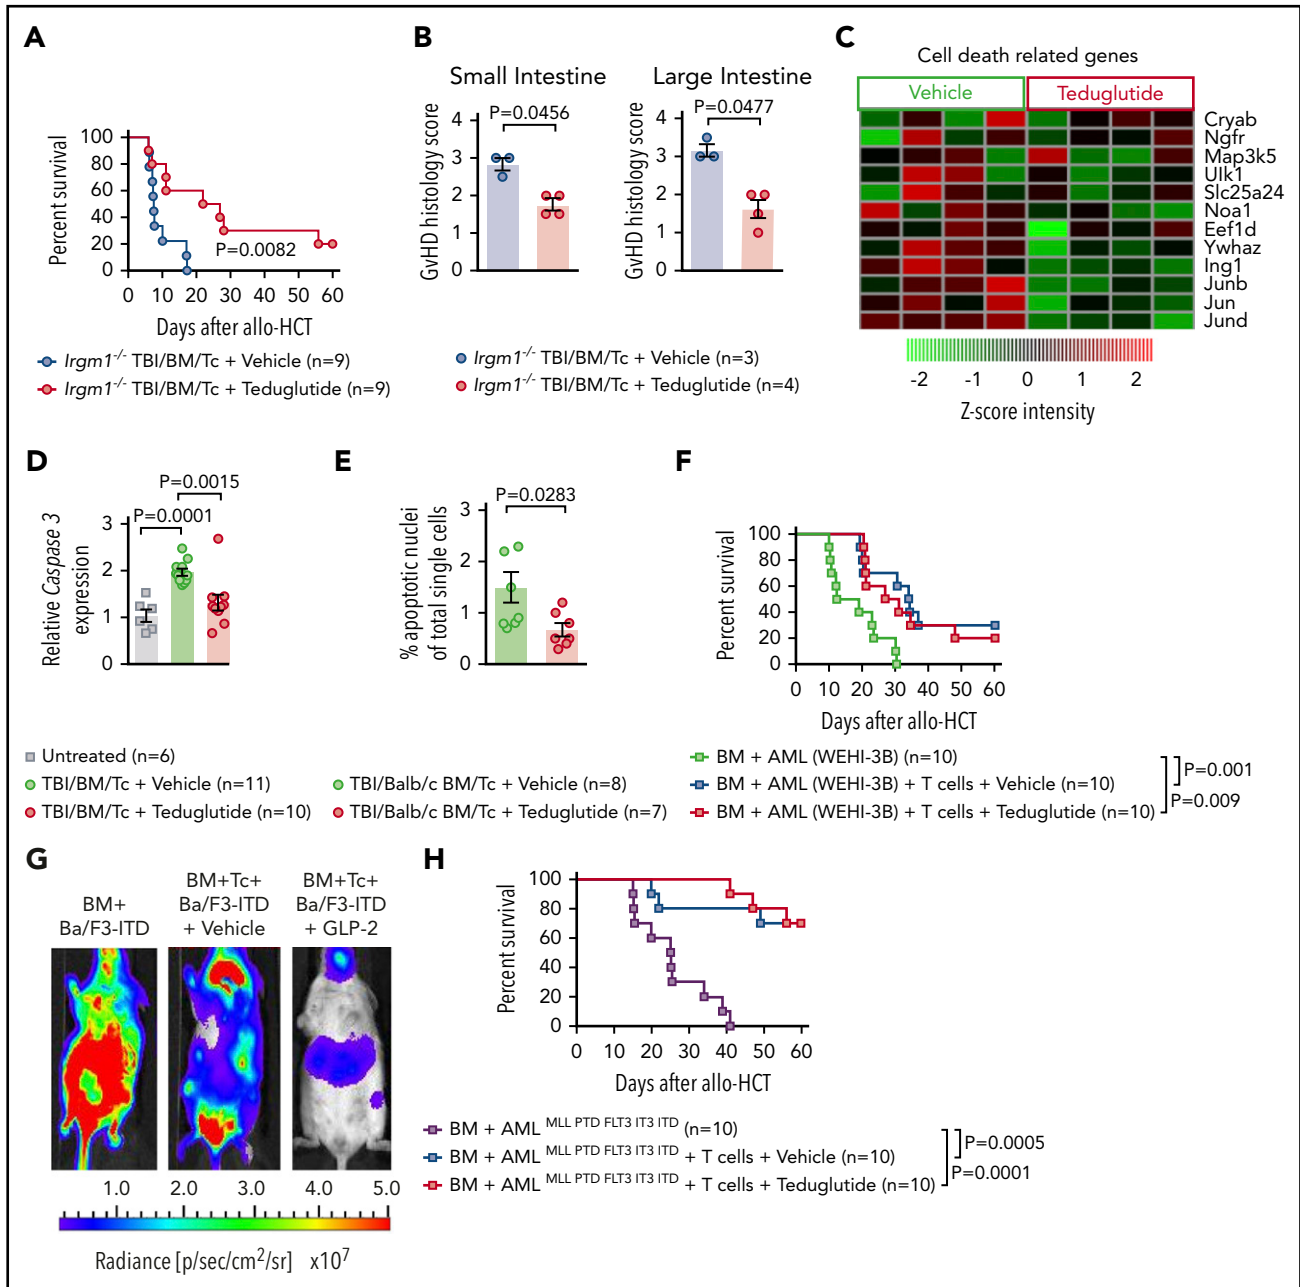 A
Percent survival
100
80
60
40
20
0
P=0.0082
0 10 20 30 40 50 60
Days after allo-HCT
Irgm1-/- TBI/BM/Tc + Vehicle (n=9)
Irgm1-/- TBI/BM/Tc + Teduglutide (n=9)
B
Small Intestine
GvHD histology score
P=0.0456
4
3
2
1
0
Large Intestine
GvHD histology score
P=0.0477
4
3
2
1
0
Irgm1-/- TBI/BM/Tc + Vehicle (n=3)
Irgm1-/- TBI/BM/Tc + Teduglutide (n=4)
C
Cell death related genes
Vehicle Teduglutide
Cryab
Ngfr
Map3k5
Ulk1
Slc25a24
Noa1
Eef1d
Ywhaz
Ing1
Junb
Jun
Jund
-2 -1 0 1 2
Z-score intensity
D
Relative Caspase 3
expression
P=0.0015
P=0.0001
3
2
1
0
Untreated (n=6)
TBI/BM/Tc + Vehicle (n=11)
TBI/BM/Tc + Teduglutide (n=10)
E
% apoptotic nuclei
of total single cells
P=0.0283
3
2
1
0
TBI/Balb/c BM/Tc + Vehicle (n=8)
TBI/Balb/c BM/Tc + Teduglutide (n=7)
F
Percent survival
100
80
60
40
20
0
0 10 20 30 40 50 60
Days after allo-HCT
BM + AML (WEHI-3B) (n=10)
BM + AML (WEHI-3B) + T cells + Vehicle (n=10)
BM + AML (WEHI-3B) + T cells + Teduglutide (n=10)
P=0.001
P=0.009
G
BM+
Ba/F3-ITD
BM+Tc+
Ba/F3-ITD
+ Vehicle
BM+Tc+
Ba/F3-ITD
+ GLP-2
1.0 2.0 3.0 4.0 5.0
Radiance [p/sec/cm2/sr] x107
H
Percent survival
100
80
60
40
20
0
0 10 20 30 40 50 60
Days after allo-HCT
BM + AML MLL PTD FLT3 IT3 ITD (n=10)
BM + AML MLL PTD FLT3 IT3 ITD + T cells + Vehicle (n=10)
BM + AML MLL PTD FLT3 IT3 ITD + T cells + Teduglutide (n=10)
P=0.0005
P=0.0001